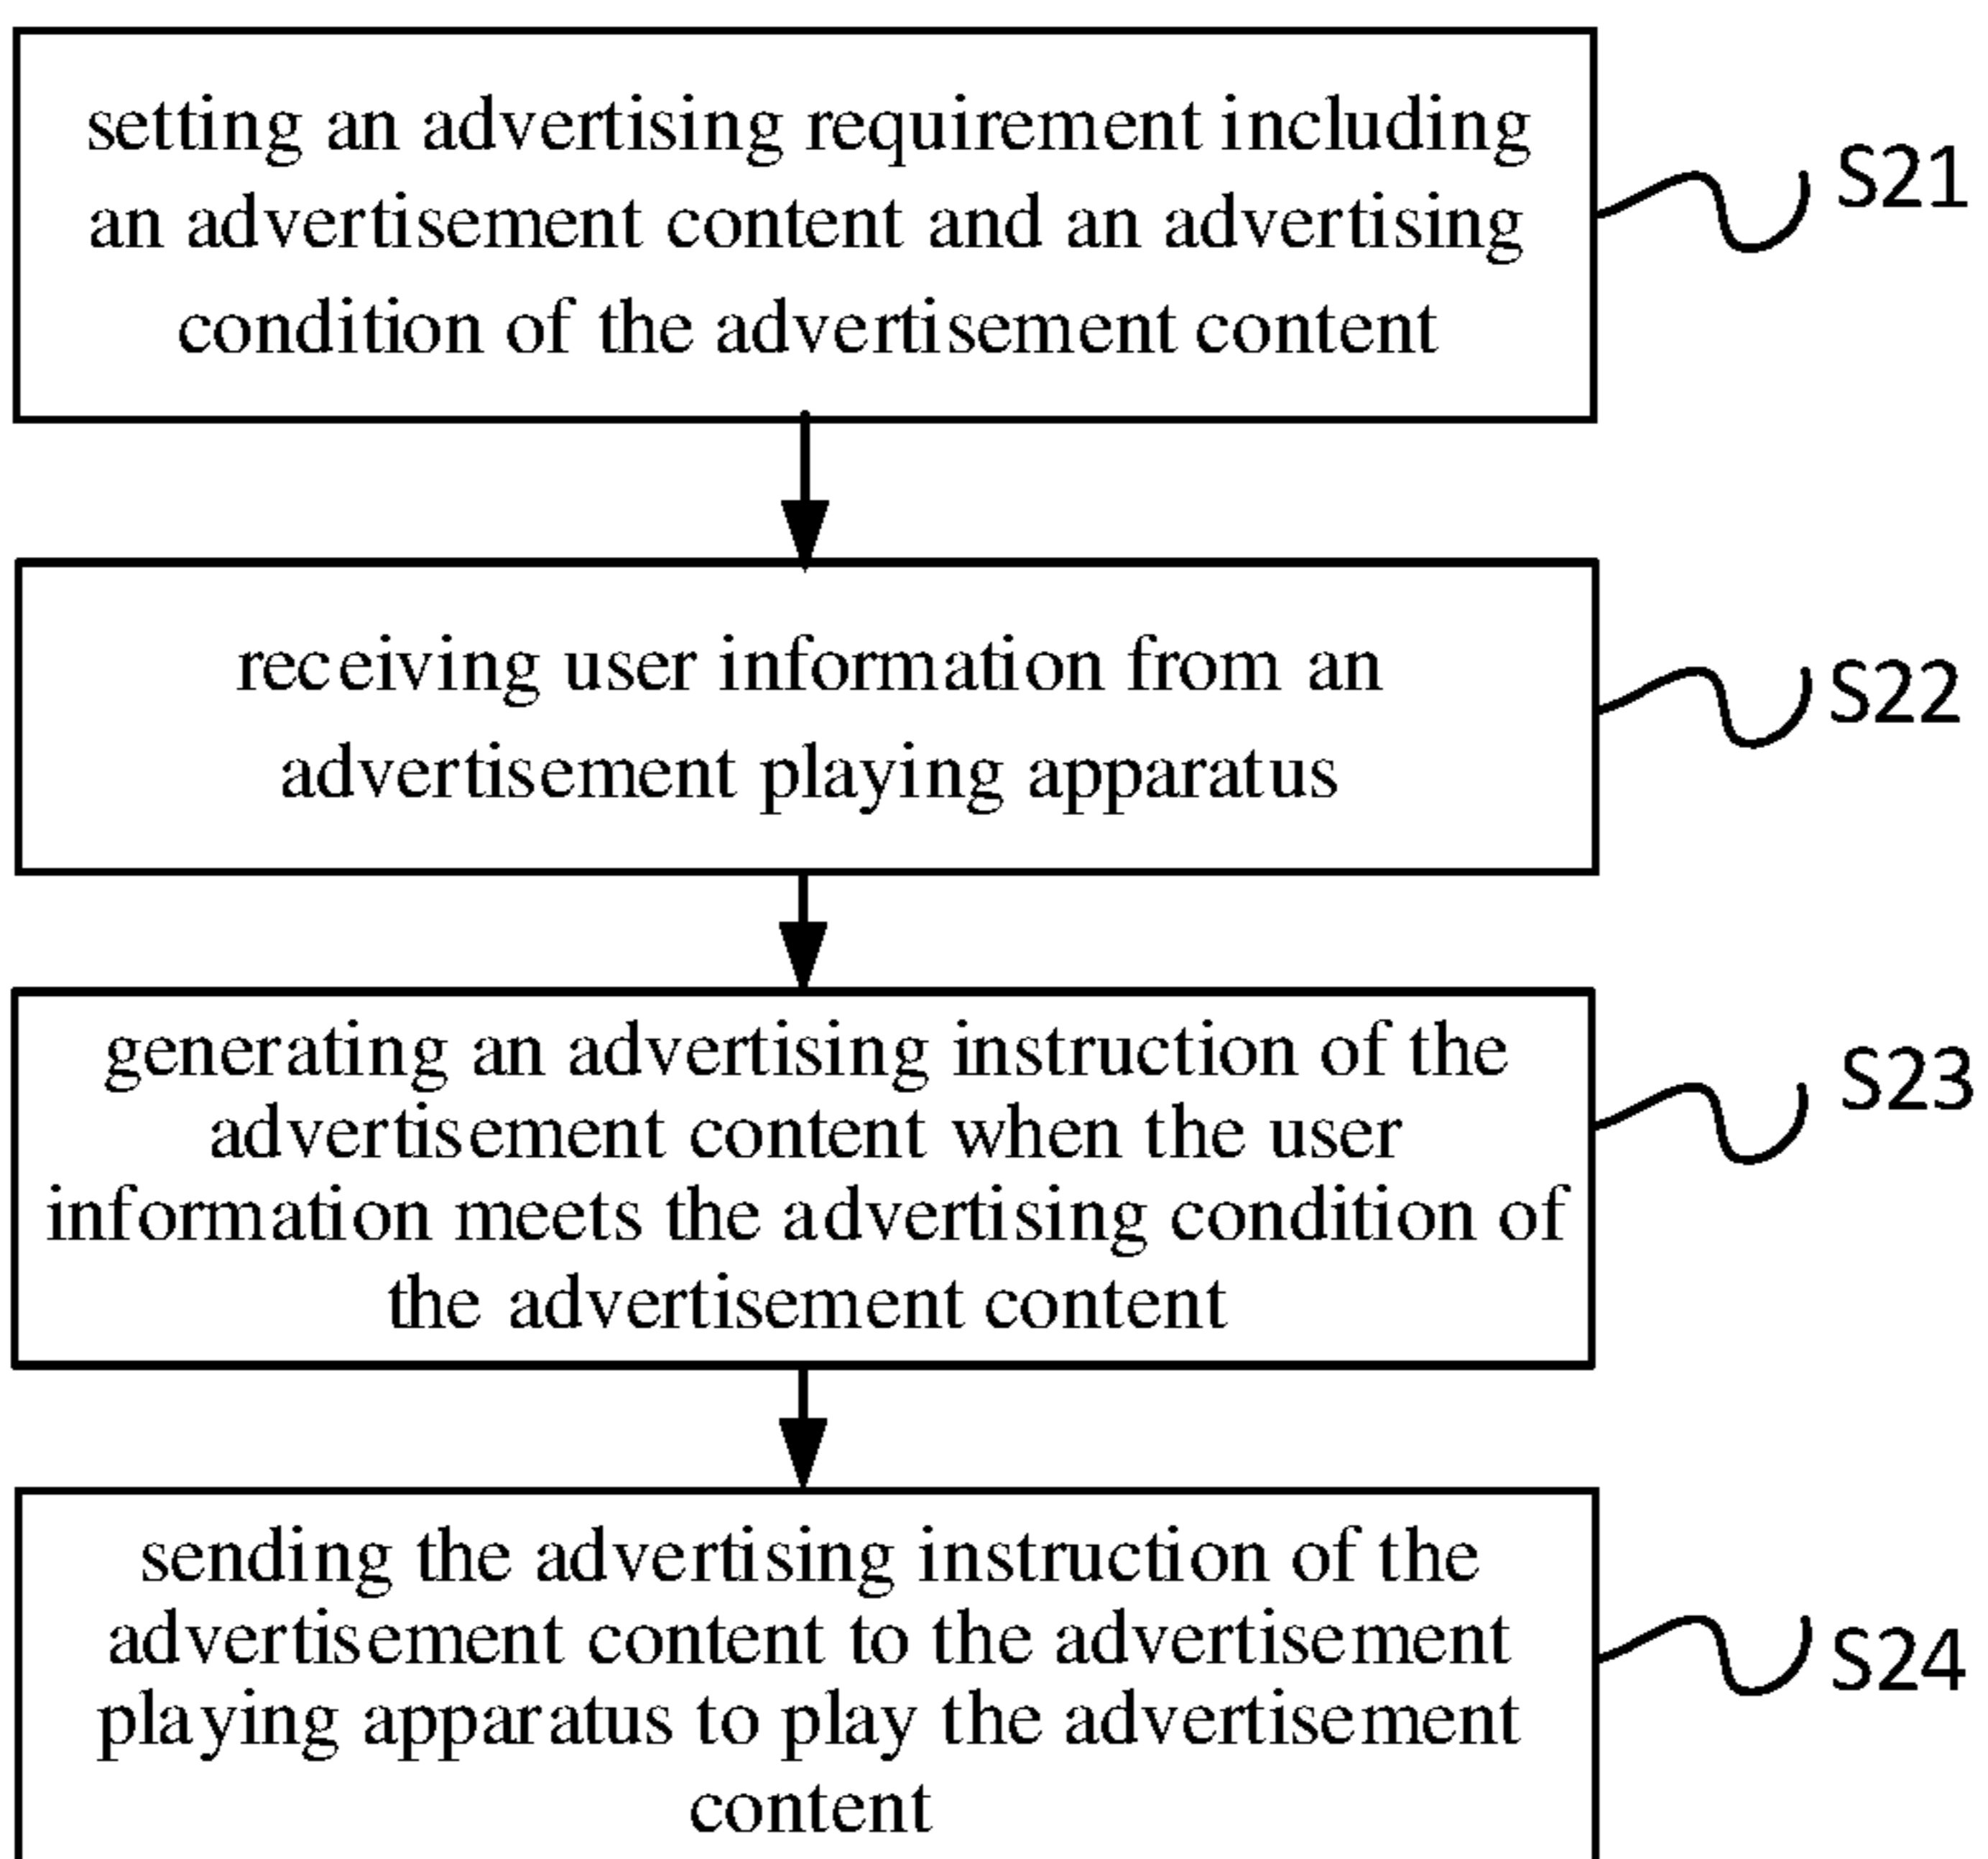 setting an advertising requirement including
an advertisement content and an advertising
condition of the advertisement content
S21
receiving user information from an
advertisement playing apparatus
S22
generating an advertising instruction of the
advertisement content when the user
information meets the advertising condition of
the advertisement content
S23
sending the advertising instruction of the
advertisement content to the advertisement
playing apparatus to play the advertisement
content
S24